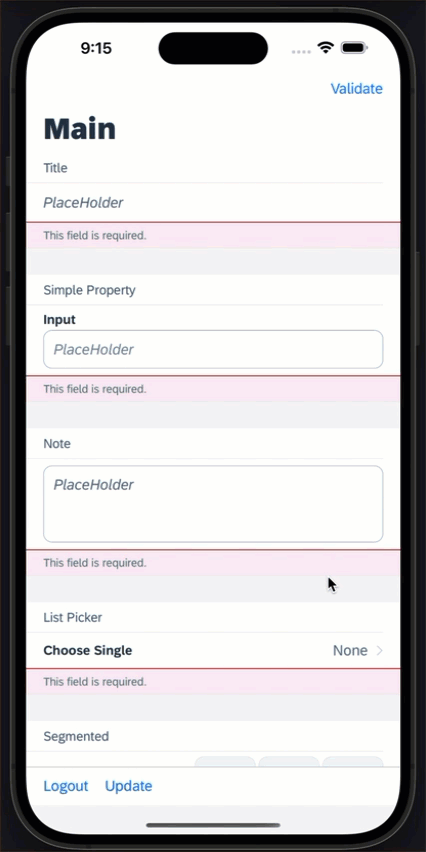 9:15
Validate
Main
Title
PlaceHolder
This field is required.
Simple Property
Input
PlaceHolder
This field is required.
Note
PlaceHolder
This field is required.
List Picker
Choose Single None
This field is required.
Segmented
Logout Update